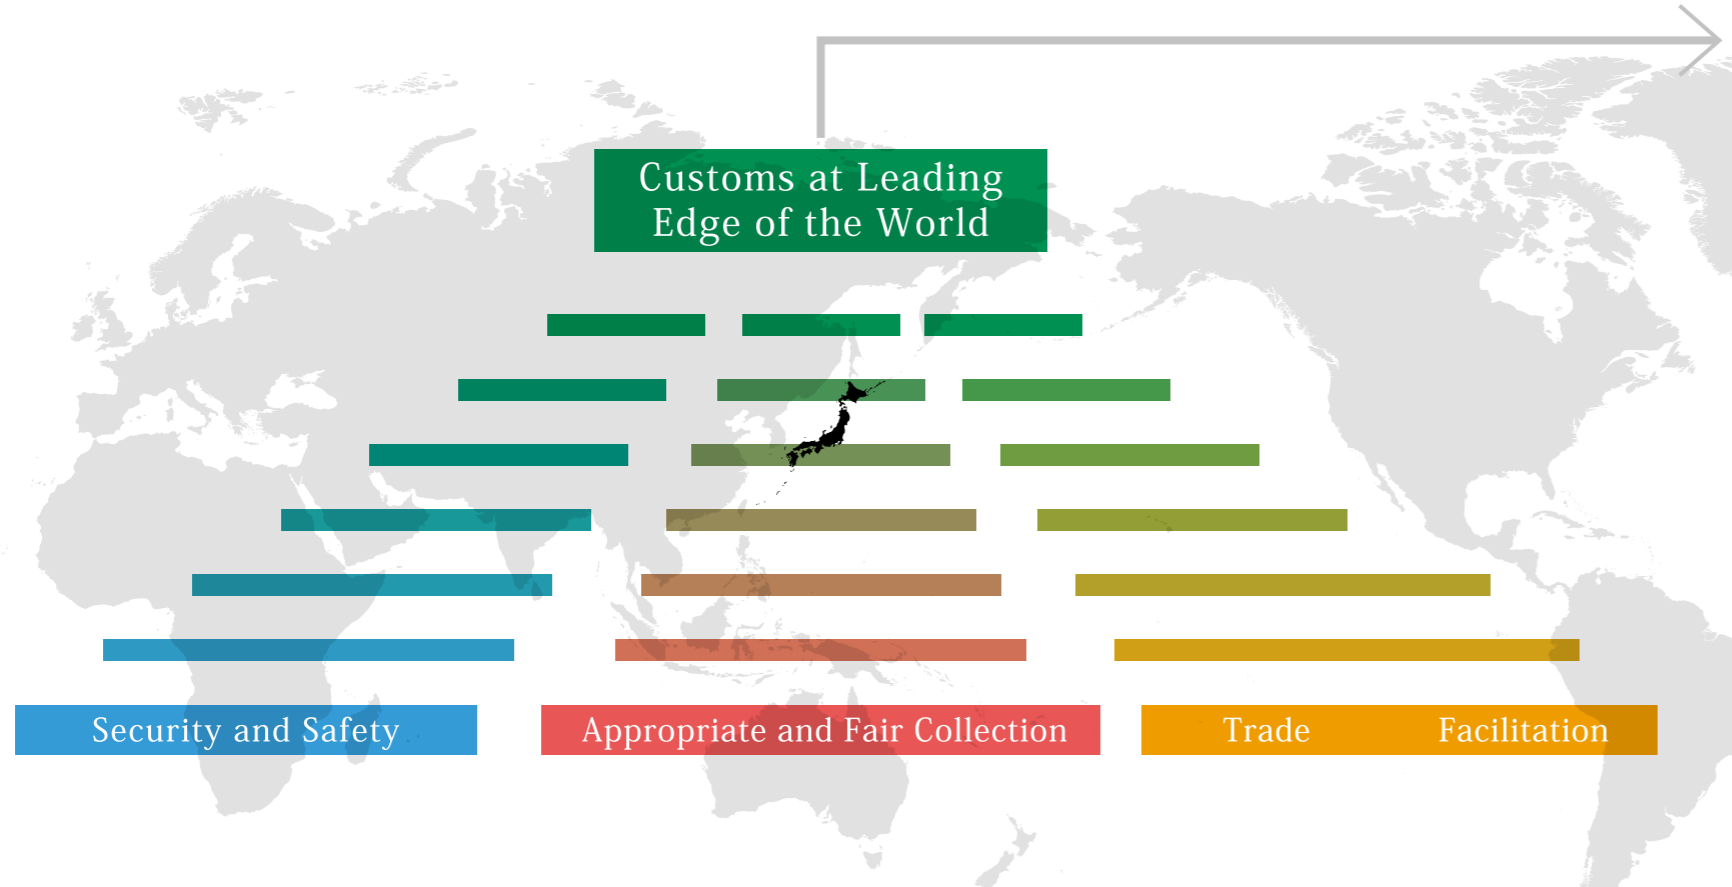 Customs at Leading
Edge of the World
Security and Safety
Appropriate and Fair Collection
Trade Facilitation